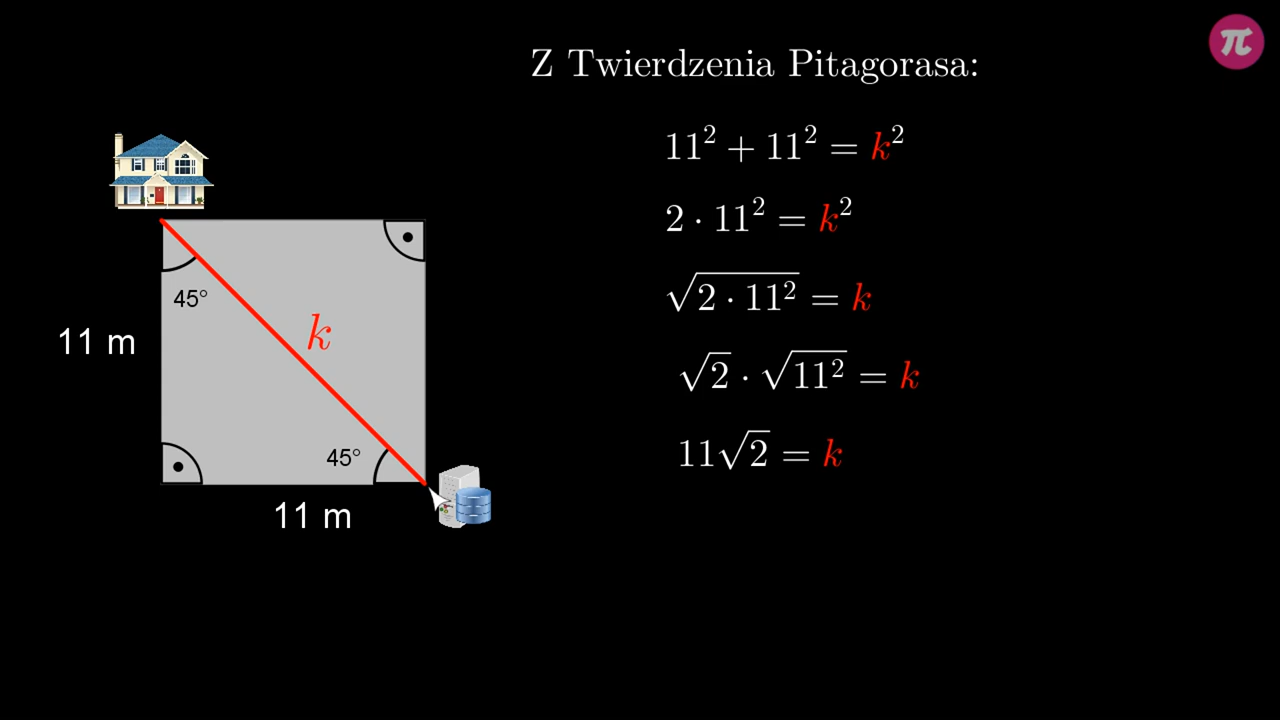 Z Twierdzenia Pitagorasa:
11² + 11² = k²
2 · 11² = k²
√(2 · 11²) = k
√2 · √(11²) = k
11√2 = k
45°
k
11 m
45°
11 m
π